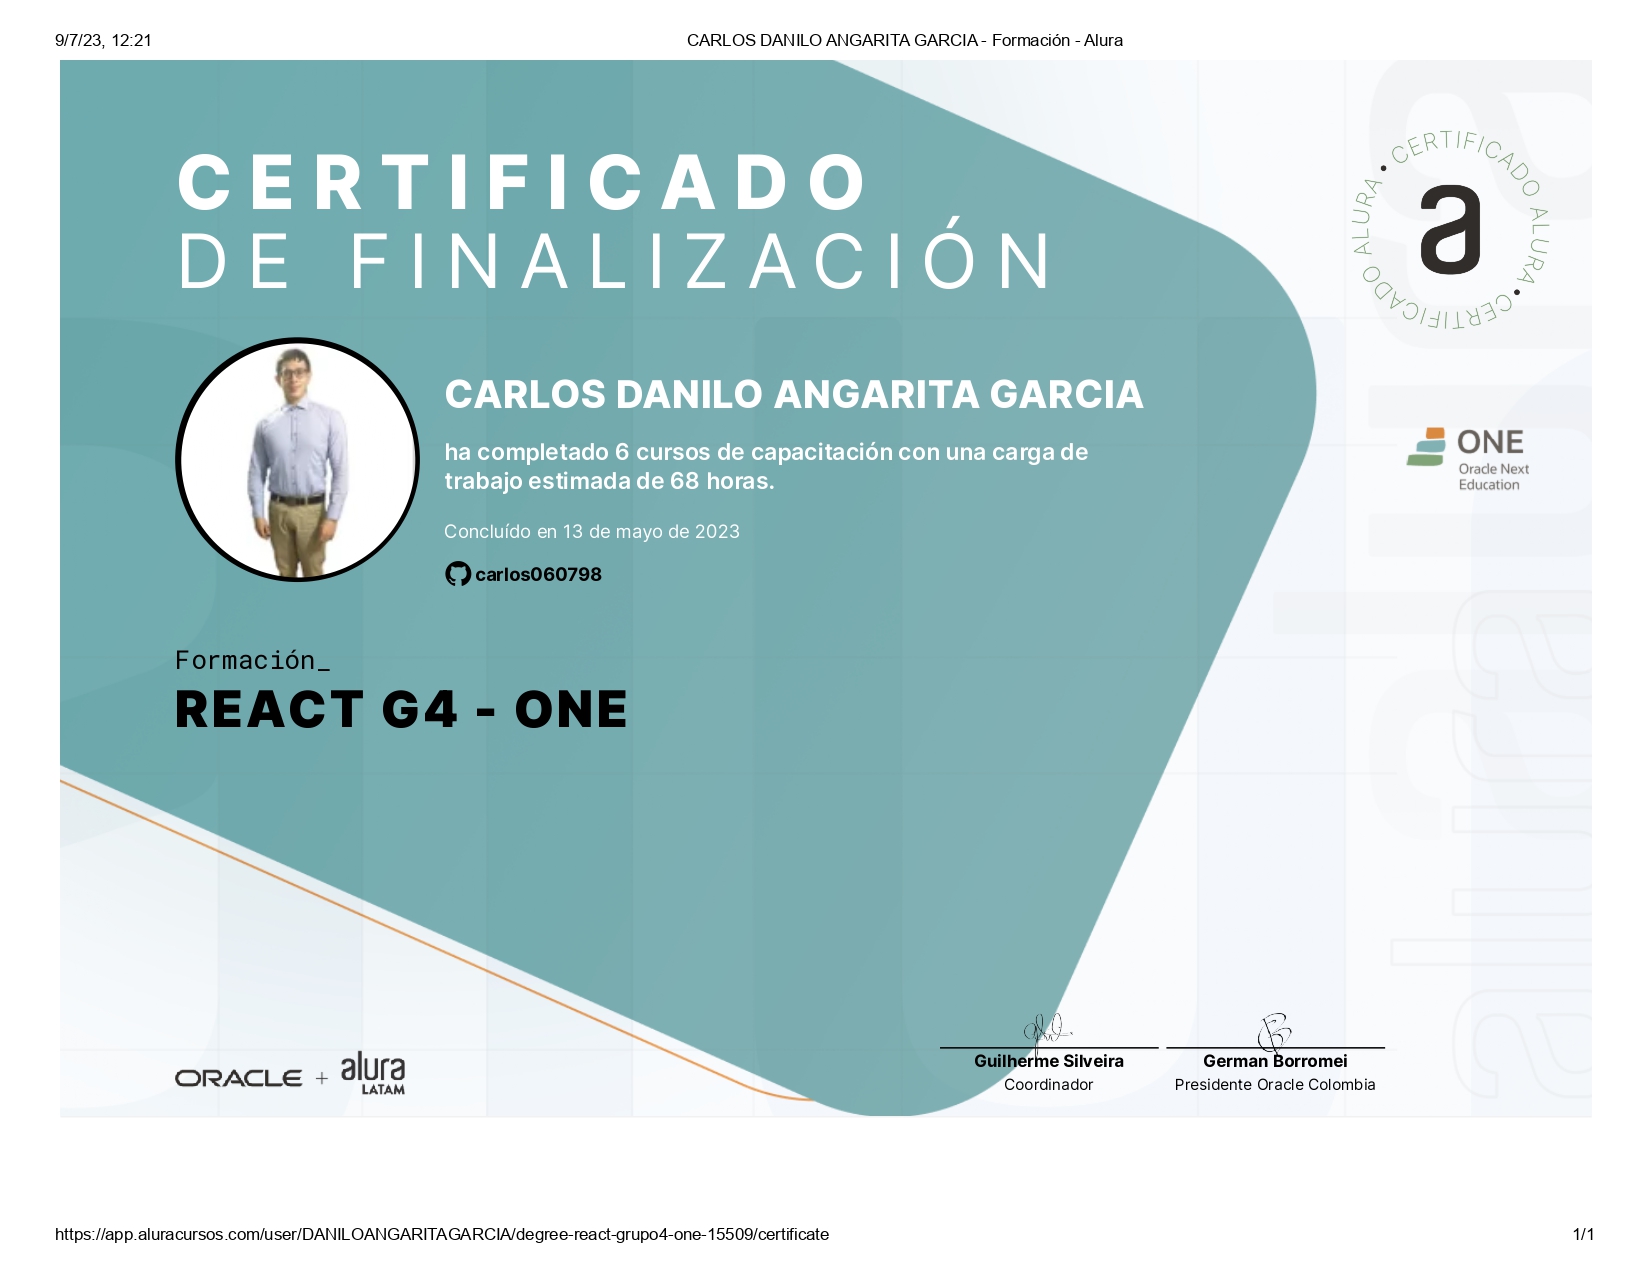 9/7/23, 12:21
CARLOS DANILO ANGARITA GARCIA - Formación - Alura
CERTIFICADO
DE FINALIZACIÓN
CERTIFICADO ALURA • CERTIFICADO ALURA •
a
CARLOS DANILO ANGARITA GARCIA
ha completado 6 cursos de capacitación con una carga de
trabajo estimada de 68 horas.
Concluído en 13 de mayo de 2023
carlos060798
ONE
Oracle Next
Education
Formación_
REACT G4 - ONE
alura
alura
ORACLE + alura
LATAM
Guilherme Silveira
Coordinador
German Borromei
Presidente Oracle Colombia
https://app.aluracursos.com/user/DANILOANGARITAGARCIA/degree-react-grupo4-one-15509/certificate
1/1